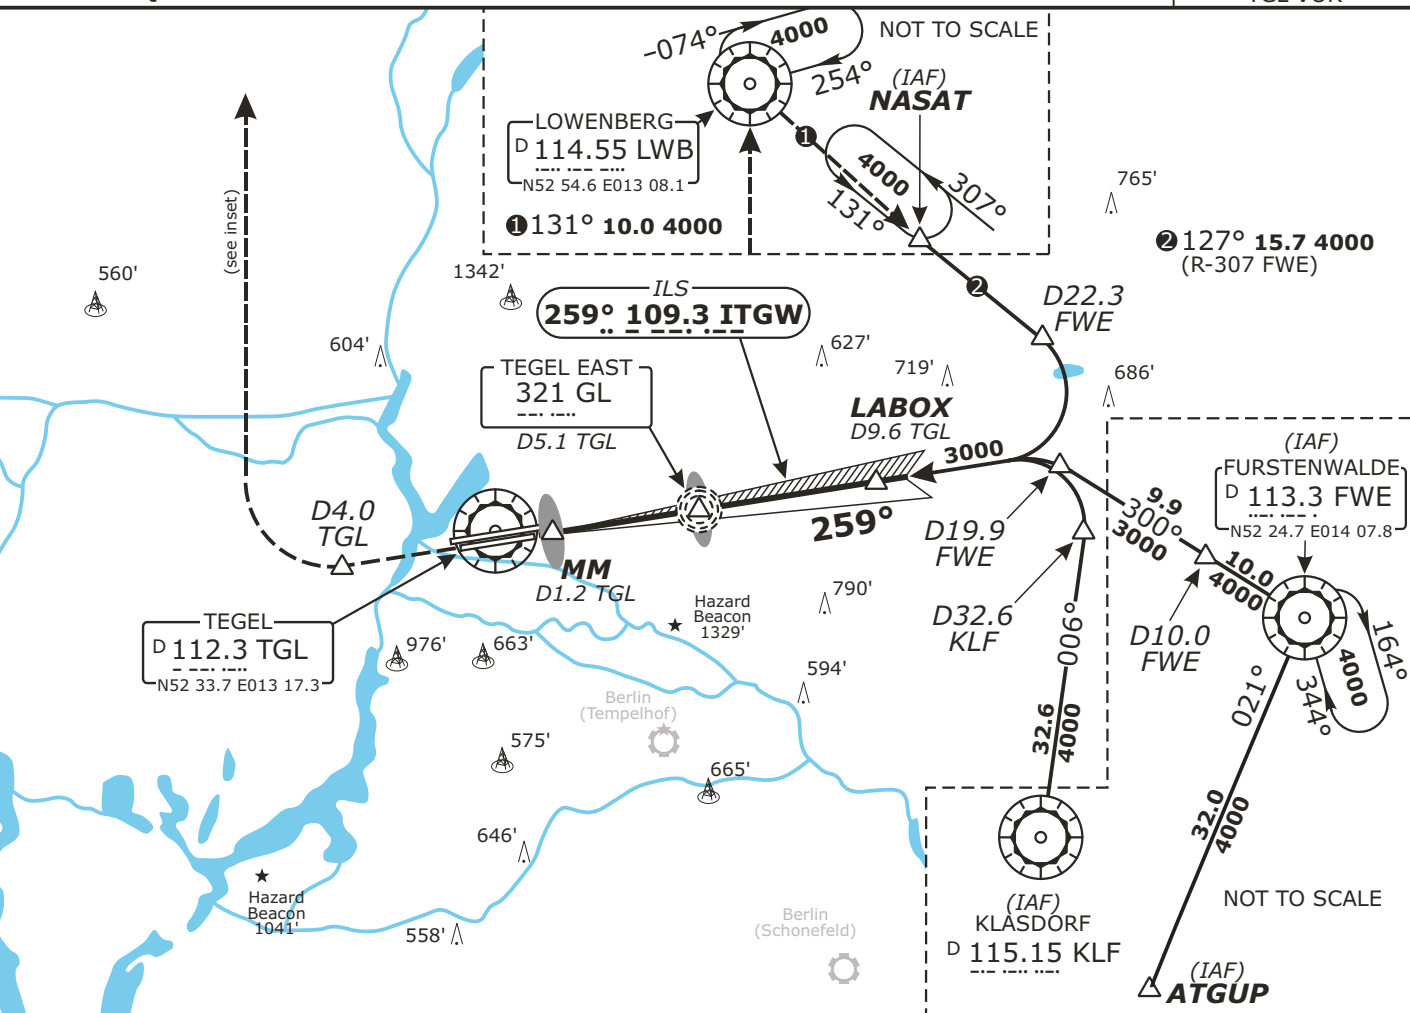 NOT TO SCALE
–074°
4000
254°
(IAF)
NASAT
LOWENBERG
D 114.55 LWB
N52 54.6 E013 08.1
1
4000
131°
307°
1 131° 10.0 4000
765'
2 127° 15.7 4000
(R-307 FWE)
(see inset)
560'
1342'
2
ILS
259° 109.3 ITGW
D22.3
FWE
604'
627'
719'
686'
TEGEL EAST
321 GL
D5.1 TGL
LABOX
D9.6 TGL
3000
(IAF)
FURSTENWALDE
D 113.3 FWE
N52 24.7 E014 07.8
D4.0
TGL
259°
D19.9
FWE
9.9
300°
3000
10.0
4000
MM
D1.2 TGL
D32.6
KLF
D10.0
FWE
790'
Hazard
Beacon
1329'
TEGEL
D 112.3 TGL
N52 33.7 E013 17.3
976'
663'
594'
006°
32.6
4000
164°
4000
344°
021°
32.0
4000
Berlin
(Tempelhof)
575'
665'
646'
Hazard
Beacon
1041'
558'
Berlin
(Schonefeld)
(IAF)
KLASDORF
D 115.15 KLF
NOT TO SCALE
(IAF)
ATGUP